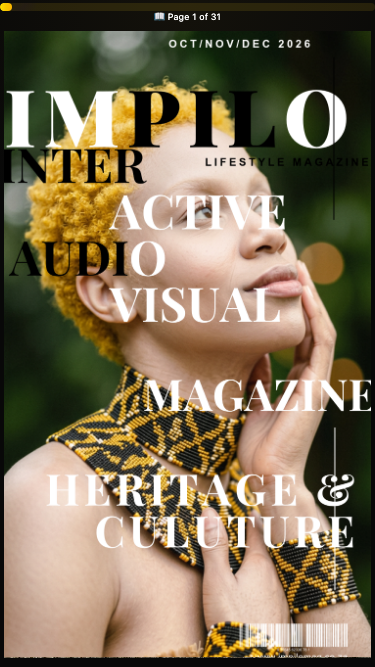 Page 1 of 31
OCT/NOV/DEC 2026
IMPILO
INTER
LIFESTYLE MAGAZINE
ACTIVE
AUDIO
VISUAL
MAGAZINE
HERITAGE &
CULUTURE